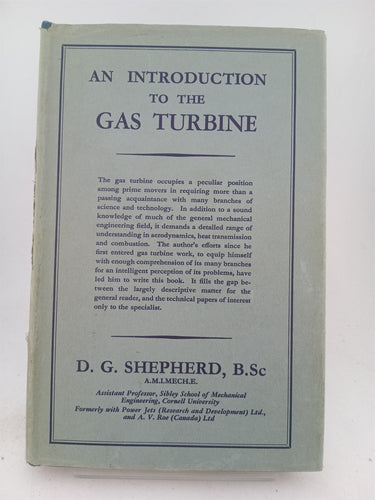 AN INTRODUCTION
TO THE
GAS TURBINE
The gas turbine occupies a peculiar position
among prime movers in requiring more than a
passing acquaintance with many branches of
science and technology. In addition to a sound
knowledge of much of the general mechanical
engineering field, it demands a detailed range of
understanding in aerodynamics, heat transmission
and combustion. The author's efforts since he
first entered gas turbine work, to equip himself
with enough comprehension of its many branches
for an intelligent perception of its problems, have
led him to write this book. It fills the gap be-
tween the largely descriptive matter for the
general reader, and the technical papers of interest
only to the specialist.
D. G. SHEPHERD, B.Sc
A.M.I.MECH.E.
Assistant Professor, Sibley School of Mechanical
Engineering, Cornell University
Formerly with Power Jets (Research and Development) Ltd.,
and A. V. Roe (Canada) Ltd